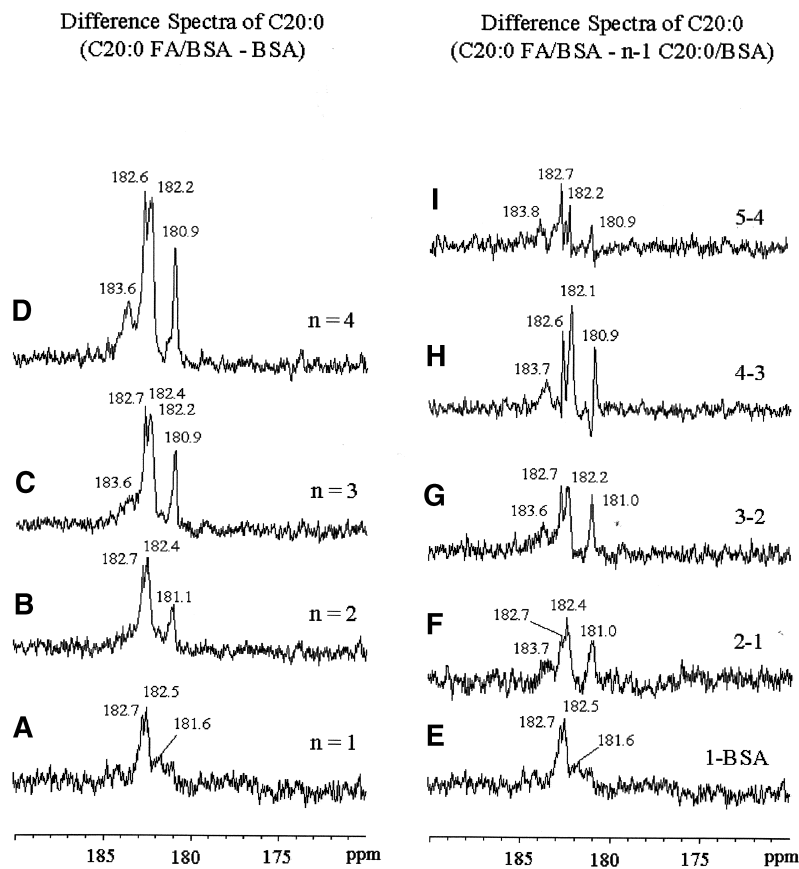 Difference Spectra of C20:0
(C20:0 FA/BSA - BSA)
Difference Spectra of C20:0
(C20:0 FA/BSA - n-1 C20:0/BSA)
D
182.6
182.2
180.9
183.6
n = 4
C
182.7
182.4
182.2
180.9
183.6
n = 3
B
182.7
182.4
181.1
n = 2
A
182.7
182.5
181.6
n = 1
185
180
175
ppm
I
182.7
182.2
183.8
180.9
5-4
H
182.1
182.6
180.9
183.7
4-3
G
182.7
182.2
181.0
183.6
3-2
F
182.4
182.7
181.0
183.7
2-1
E
182.5
182.7
181.6
1-BSA
185
180
175
ppm